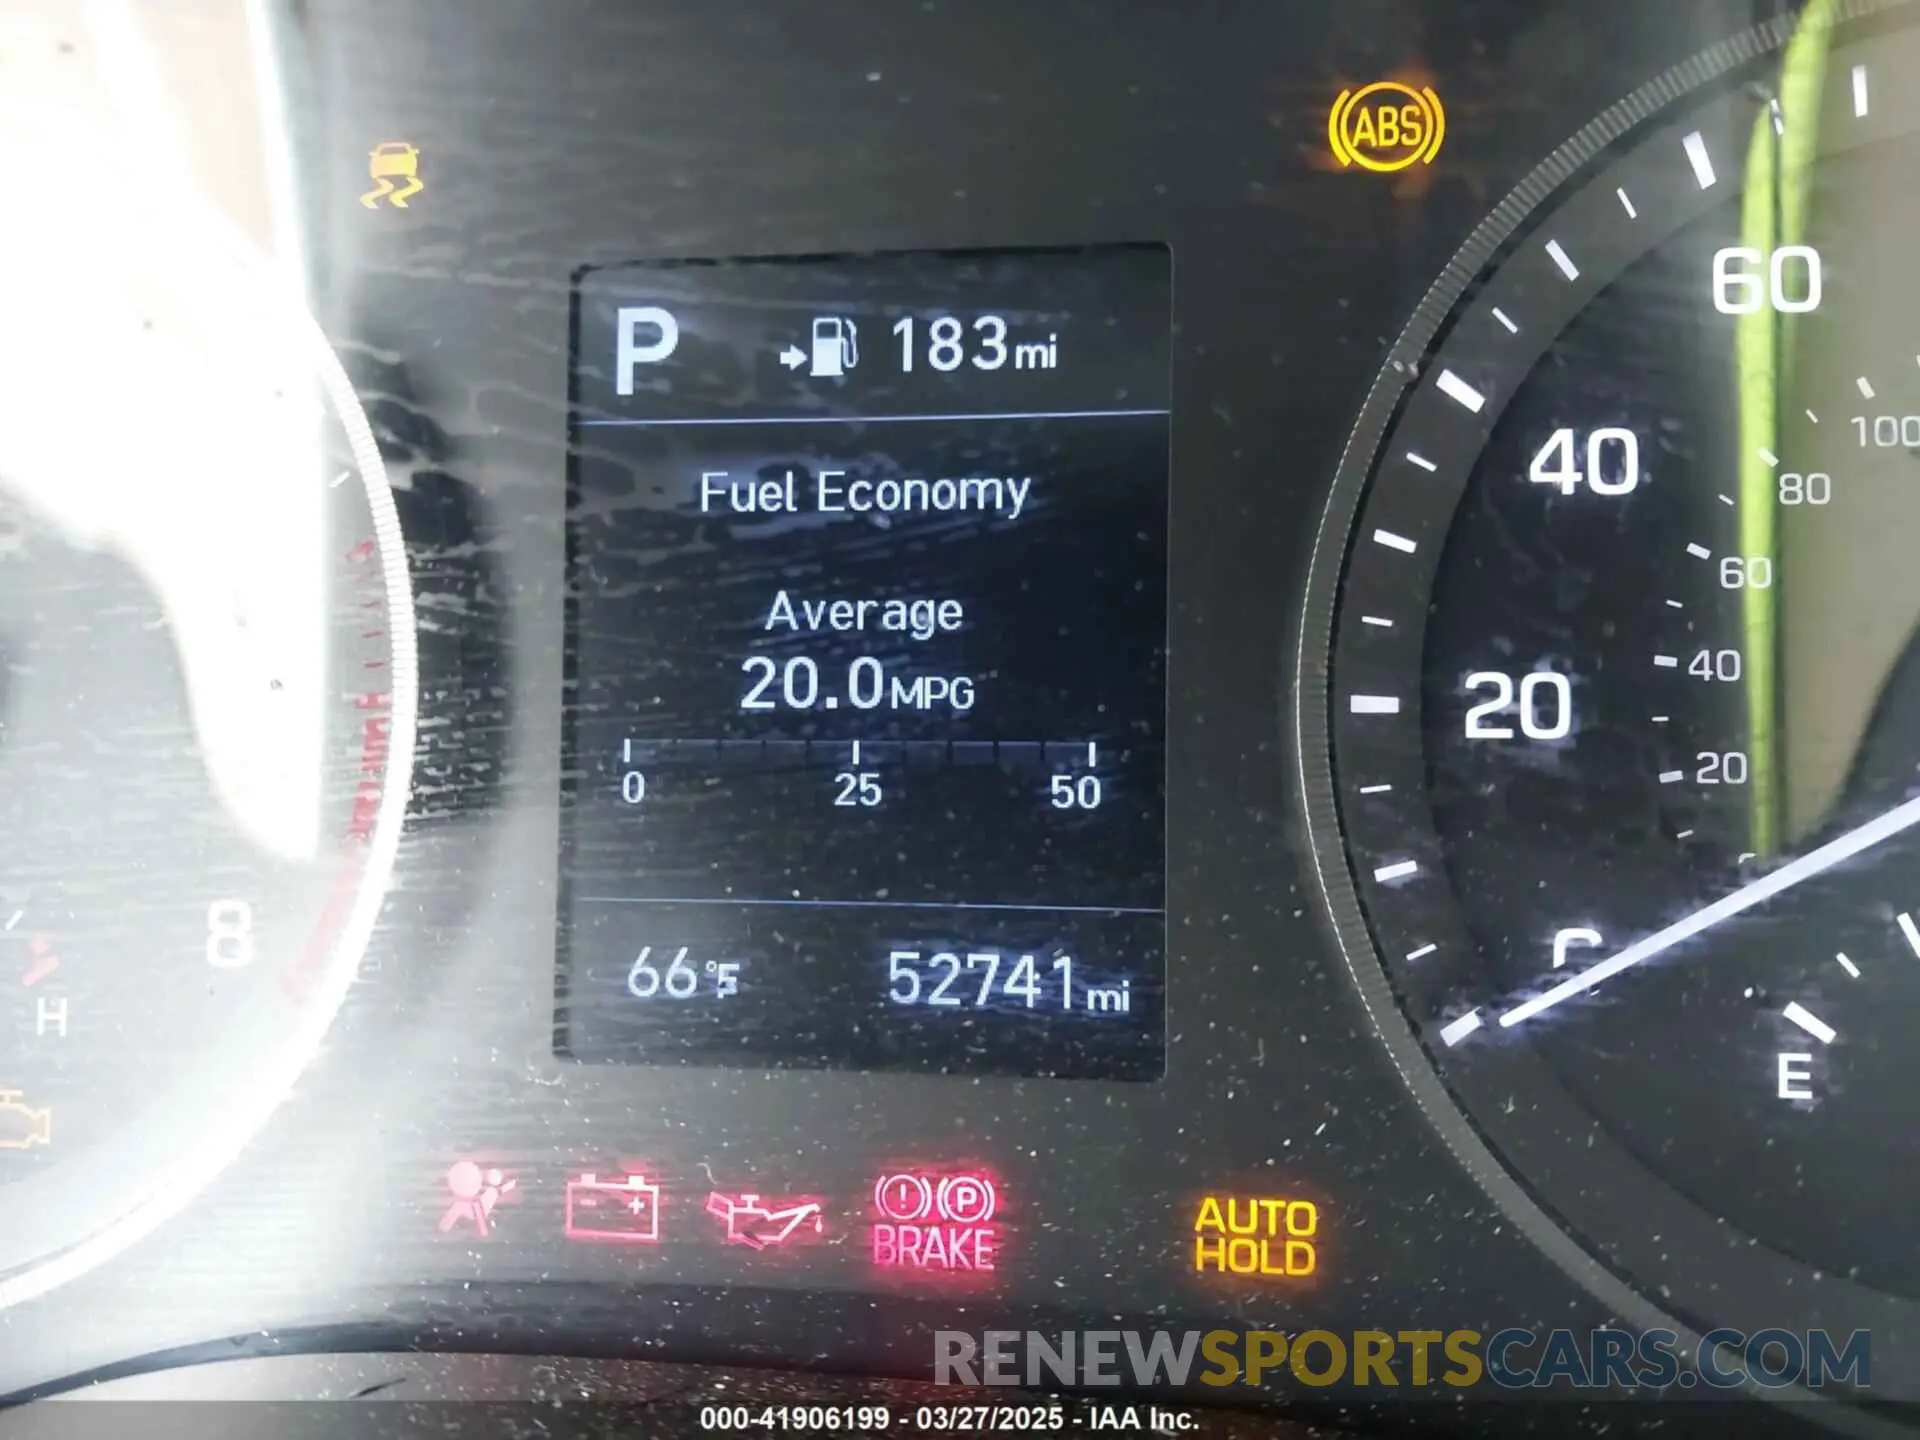 ABS
60
P 183mi
100
Fuel Economy
40
80
60
Average
20.0MPG
40
20
20
0 25 50
8
66°F 52741mi
H
E
BRAKE
AUTO
HOLD
RENEWSPORTSCARS.COM
000-41906199 - 03/27/2025 - IAA Inc.